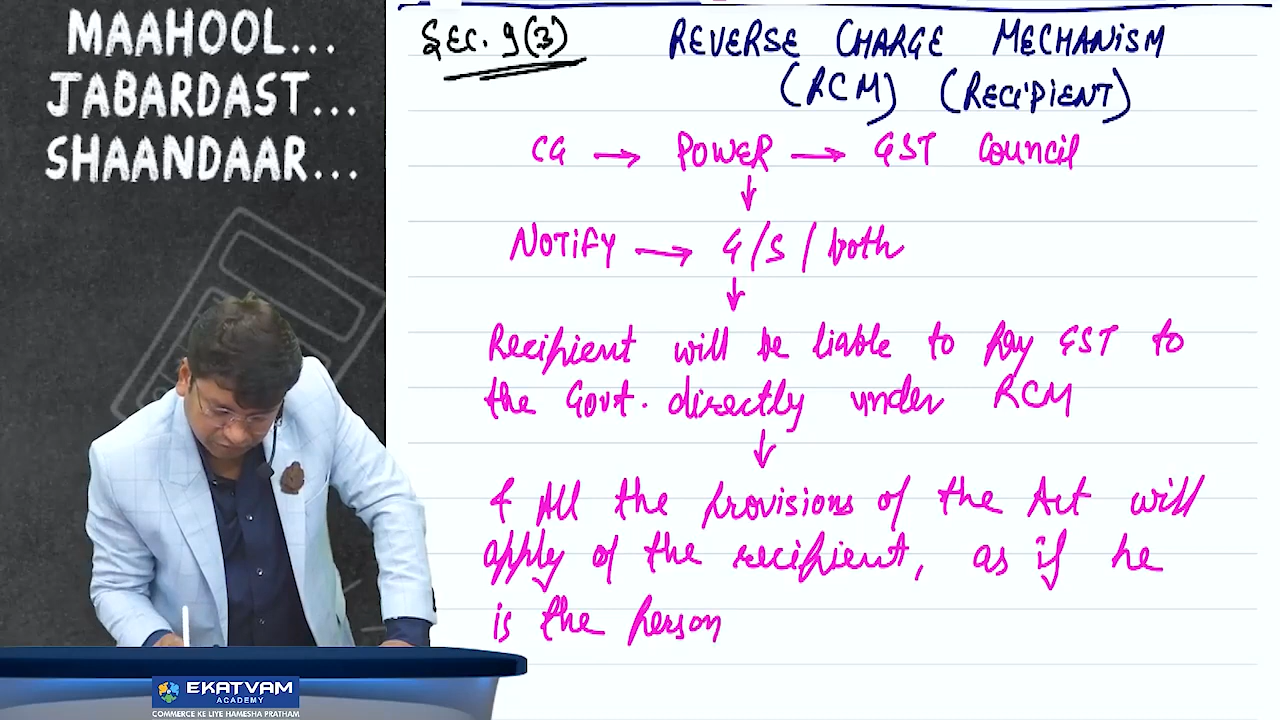 MAAHOOL...
JABARDAST...
SHAANDAAR...
SEC. 9(3) REVERSE CHARGE MECHANISM
(RCM) (RECIPIENT)
CG → POWER → GST Council
↓
NOTIFY → G/S / both
↓
Recipient will be liable to pay GST to
the Govt. directly under RCM
↓
& All the provisions of the Act will
apply of the recipient, as if he
is the person
EKATVAM
ACADEMY
COMMERCE KE LIYE HAMESHA PRATHAM